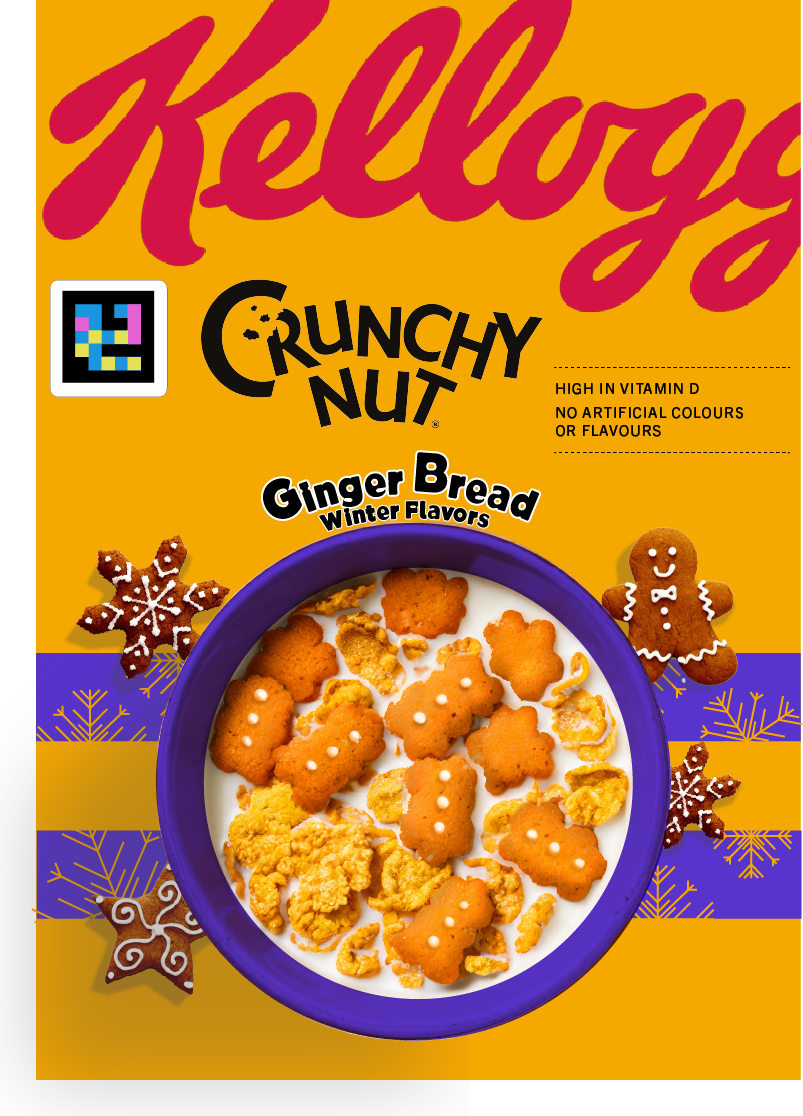 Kellogg
CRUNCHY
NUT®
HIGH IN VITAMIN D
NO ARTIFICIAL COLOURS
OR FLAVOURS
Ginger Bread
Winter Flavors